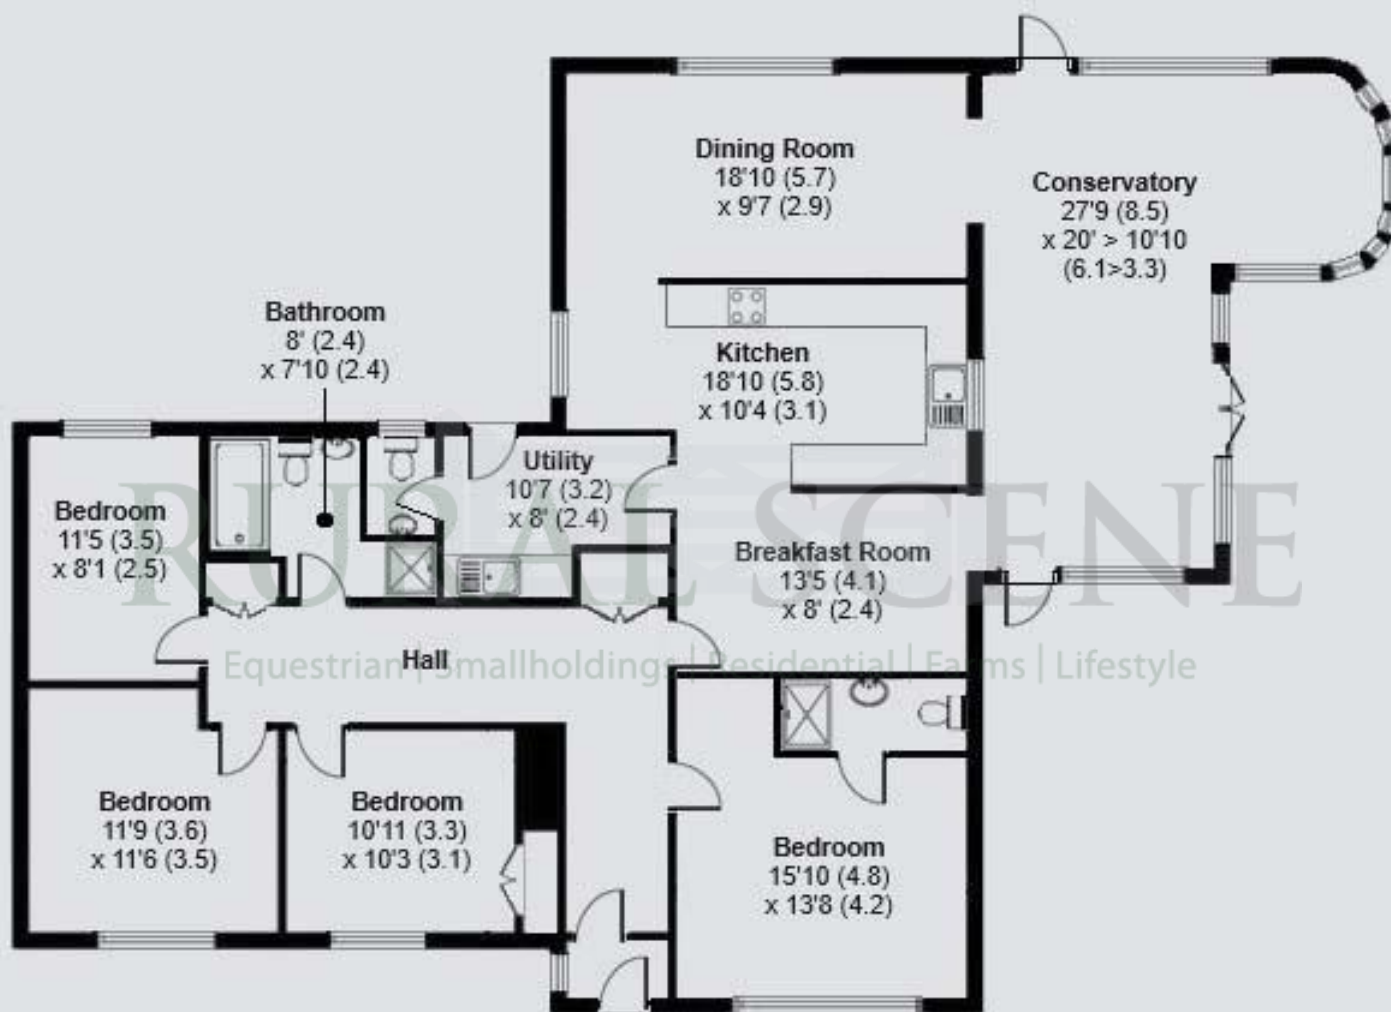 Dining Room
18'10 (5.7)
x 9'7 (2.9)
Conservatory
27'9 (8.5)
x 20' > 10'10
(6.1>3.3)
Bathroom
8' (2.4)
x 7'10 (2.4)
Kitchen
18'10 (5.8)
x 10'4 (3.1)
Utility
10'7 (3.2)
x 8' (2.4)
Bedroom
11'5 (3.5)
x 8'1 (2.5)
RURAL SCENE
Breakfast Room
13'5 (4.1)
x 8' (2.4)
Hall
Equestrian | Smallholdings | Residential | Farms | Lifestyle
Bedroom
11'9 (3.6)
x 11'6 (3.5)
Bedroom
10'11 (3.3)
x 10'3 (3.1)
Bedroom
15'10 (4.8)
x 13'8 (4.2)